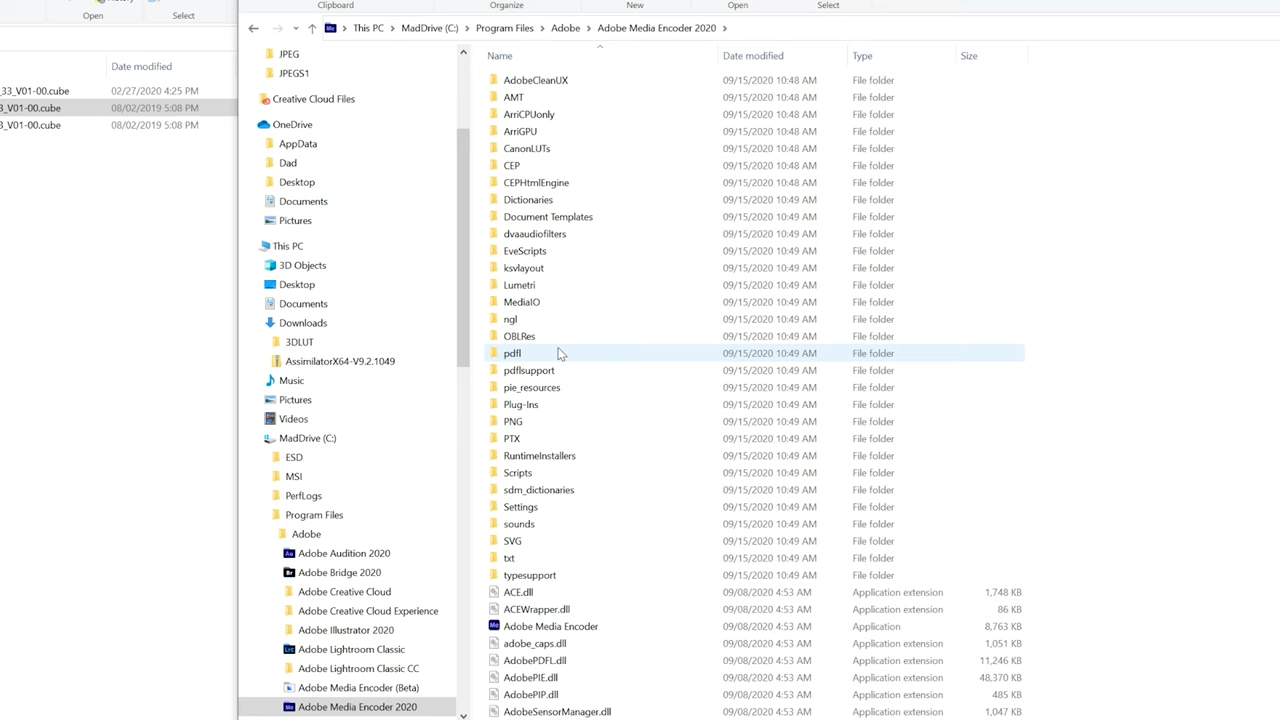 Open
Select
Date modified
_33_V01-00.cube 02/27/2020 4:25 PM
3_V01-00.cube 08/02/2019 5:08 PM
3_V01-00.cube 08/02/2019 5:08 PM
Clipboard Organize New Open Select
This PC MadDrive (C:) Program Files Adobe Adobe Media Encoder 2020
JPEG
JPEGS1
Creative Cloud Files
OneDrive
AppData
Dad
Desktop
Documents
Pictures
This PC
3D Objects
Desktop
Documents
Downloads
3DLUT
AssimilatorX64-V9.2.1049
Music
Pictures
Videos
MadDrive (C:)
ESD
MSI
PerfLogs
Program Files
Adobe
Adobe Audition 2020
Adobe Bridge 2020
Adobe Creative Cloud
Adobe Creative Cloud Experience
Adobe Illustrator 2020
Adobe Lightroom Classic
Adobe Lightroom Classic CC
Adobe Media Encoder (Beta)
Adobe Media Encoder 2020
Name Date modified Type Size
AdobeCleanUX 09/15/2020 10:48 AM File folder
AMT 09/15/2020 10:48 AM File folder
ArriCPUonly 09/15/2020 10:48 AM File folder
ArriGPU 09/15/2020 10:48 AM File folder
CanonLUTs 09/15/2020 10:48 AM File folder
CEP 09/15/2020 10:48 AM File folder
CEPHtmlEngine 09/15/2020 10:48 AM File folder
Dictionaries 09/15/2020 10:49 AM File folder
Document Templates 09/15/2020 10:49 AM File folder
dvaaudiofilters 09/15/2020 10:49 AM File folder
EveScripts 09/15/2020 10:49 AM File folder
ksvlayout 09/15/2020 10:49 AM File folder
Lumetri 09/15/2020 10:49 AM File folder
MediaIO 09/15/2020 10:49 AM File folder
ngl 09/15/2020 10:49 AM File folder
OBLRes 09/15/2020 10:49 AM File folder
pdfl 09/15/2020 10:49 AM File folder
pdflsupport 09/15/2020 10:49 AM File folder
pie_resources 09/15/2020 10:49 AM File folder
Plug-Ins 09/15/2020 10:49 AM File folder
PNG 09/15/2020 10:49 AM File folder
PTX 09/15/2020 10:49 AM File folder
RuntimeInstallers 09/15/2020 10:49 AM File folder
Scripts 09/15/2020 10:49 AM File folder
sdm_dictionaries 09/15/2020 10:49 AM File folder
Settings 09/15/2020 10:49 AM File folder
sounds 09/15/2020 10:49 AM File folder
SVG 09/15/2020 10:49 AM File folder
txt 09/15/2020 10:49 AM File folder
typesupport 09/15/2020 10:49 AM File folder
ACE.dll 09/08/2020 4:53 AM Application extension 1,748 KB
ACEWrapper.dll 09/08/2020 4:53 AM Application extension 86 KB
Adobe Media Encoder 09/08/2020 4:53 AM Application 8,763 KB
adobe_caps.dll 09/08/2020 4:53 AM Application extension 1,051 KB
AdobePDFL.dll 09/08/2020 4:53 AM Application extension 11,246 KB
AdobePIE.dll 09/08/2020 4:53 AM Application extension 48,370 KB
AdobePIP.dll 09/08/2020 4:53 AM Application extension 485 KB
AdobeSensorManager.dll 09/08/2020 4:53 AM Application extension 1,047 KB